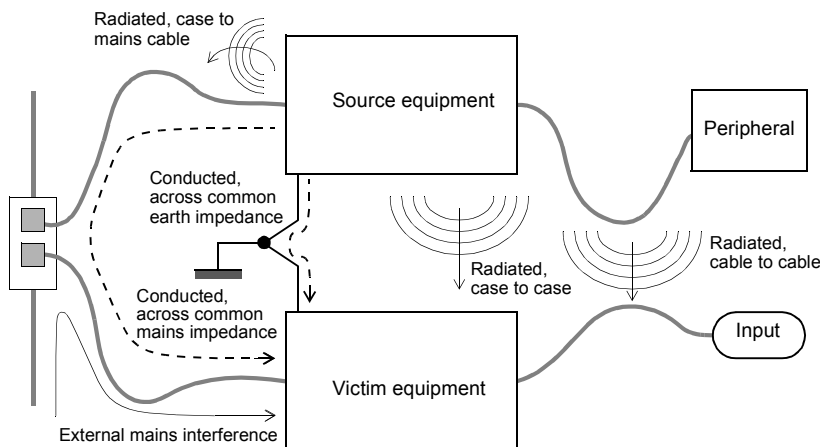 Radiated, case to
mains cable
Source equipment
Peripheral
Conducted,
across common
earth impedance
Radiated,
case to case
Radiated,
cable to cable
Conducted,
across common
mains impedance
Input
Victim equipment
External mains interference